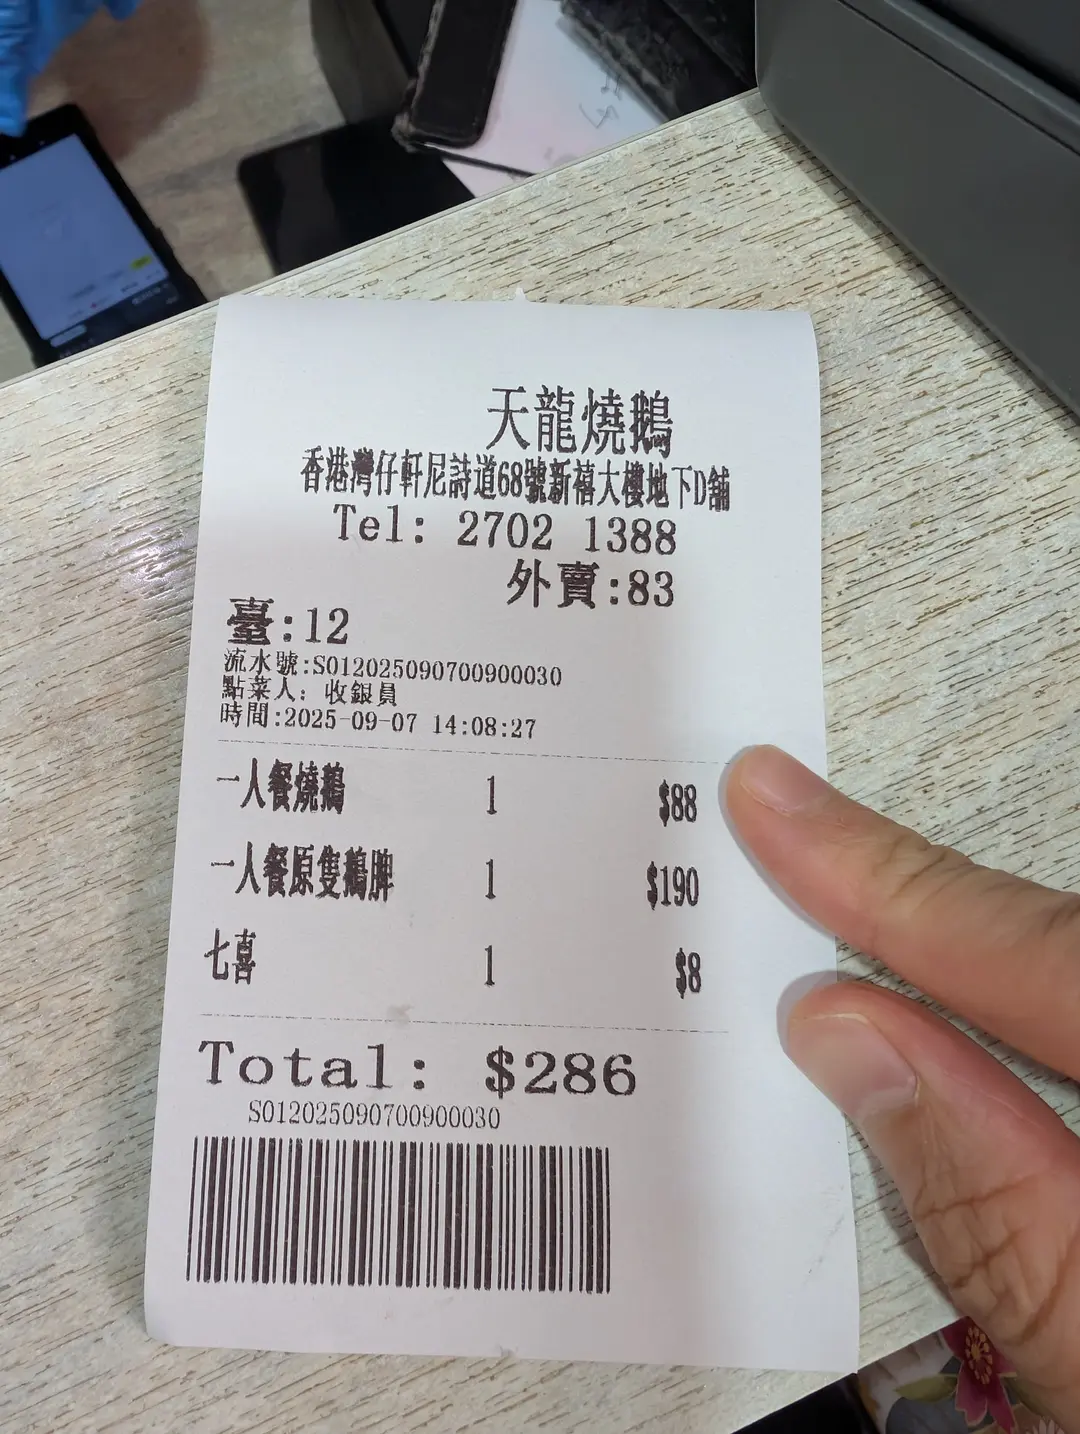 天龍燒鵝
香港灣仔軒尼詩道68號新禧大樓地下D舖
Tel: 2702 1388
外賣:83
臺:12
流水號:S012025090700900030
點菜人: 收銀員
時間:2025-09-07 14:08:27
一人餐燒鵝 1 $88
一人餐原隻鵝脾 1 $190
七喜 1 $8
Total: $286
S012025090700900030